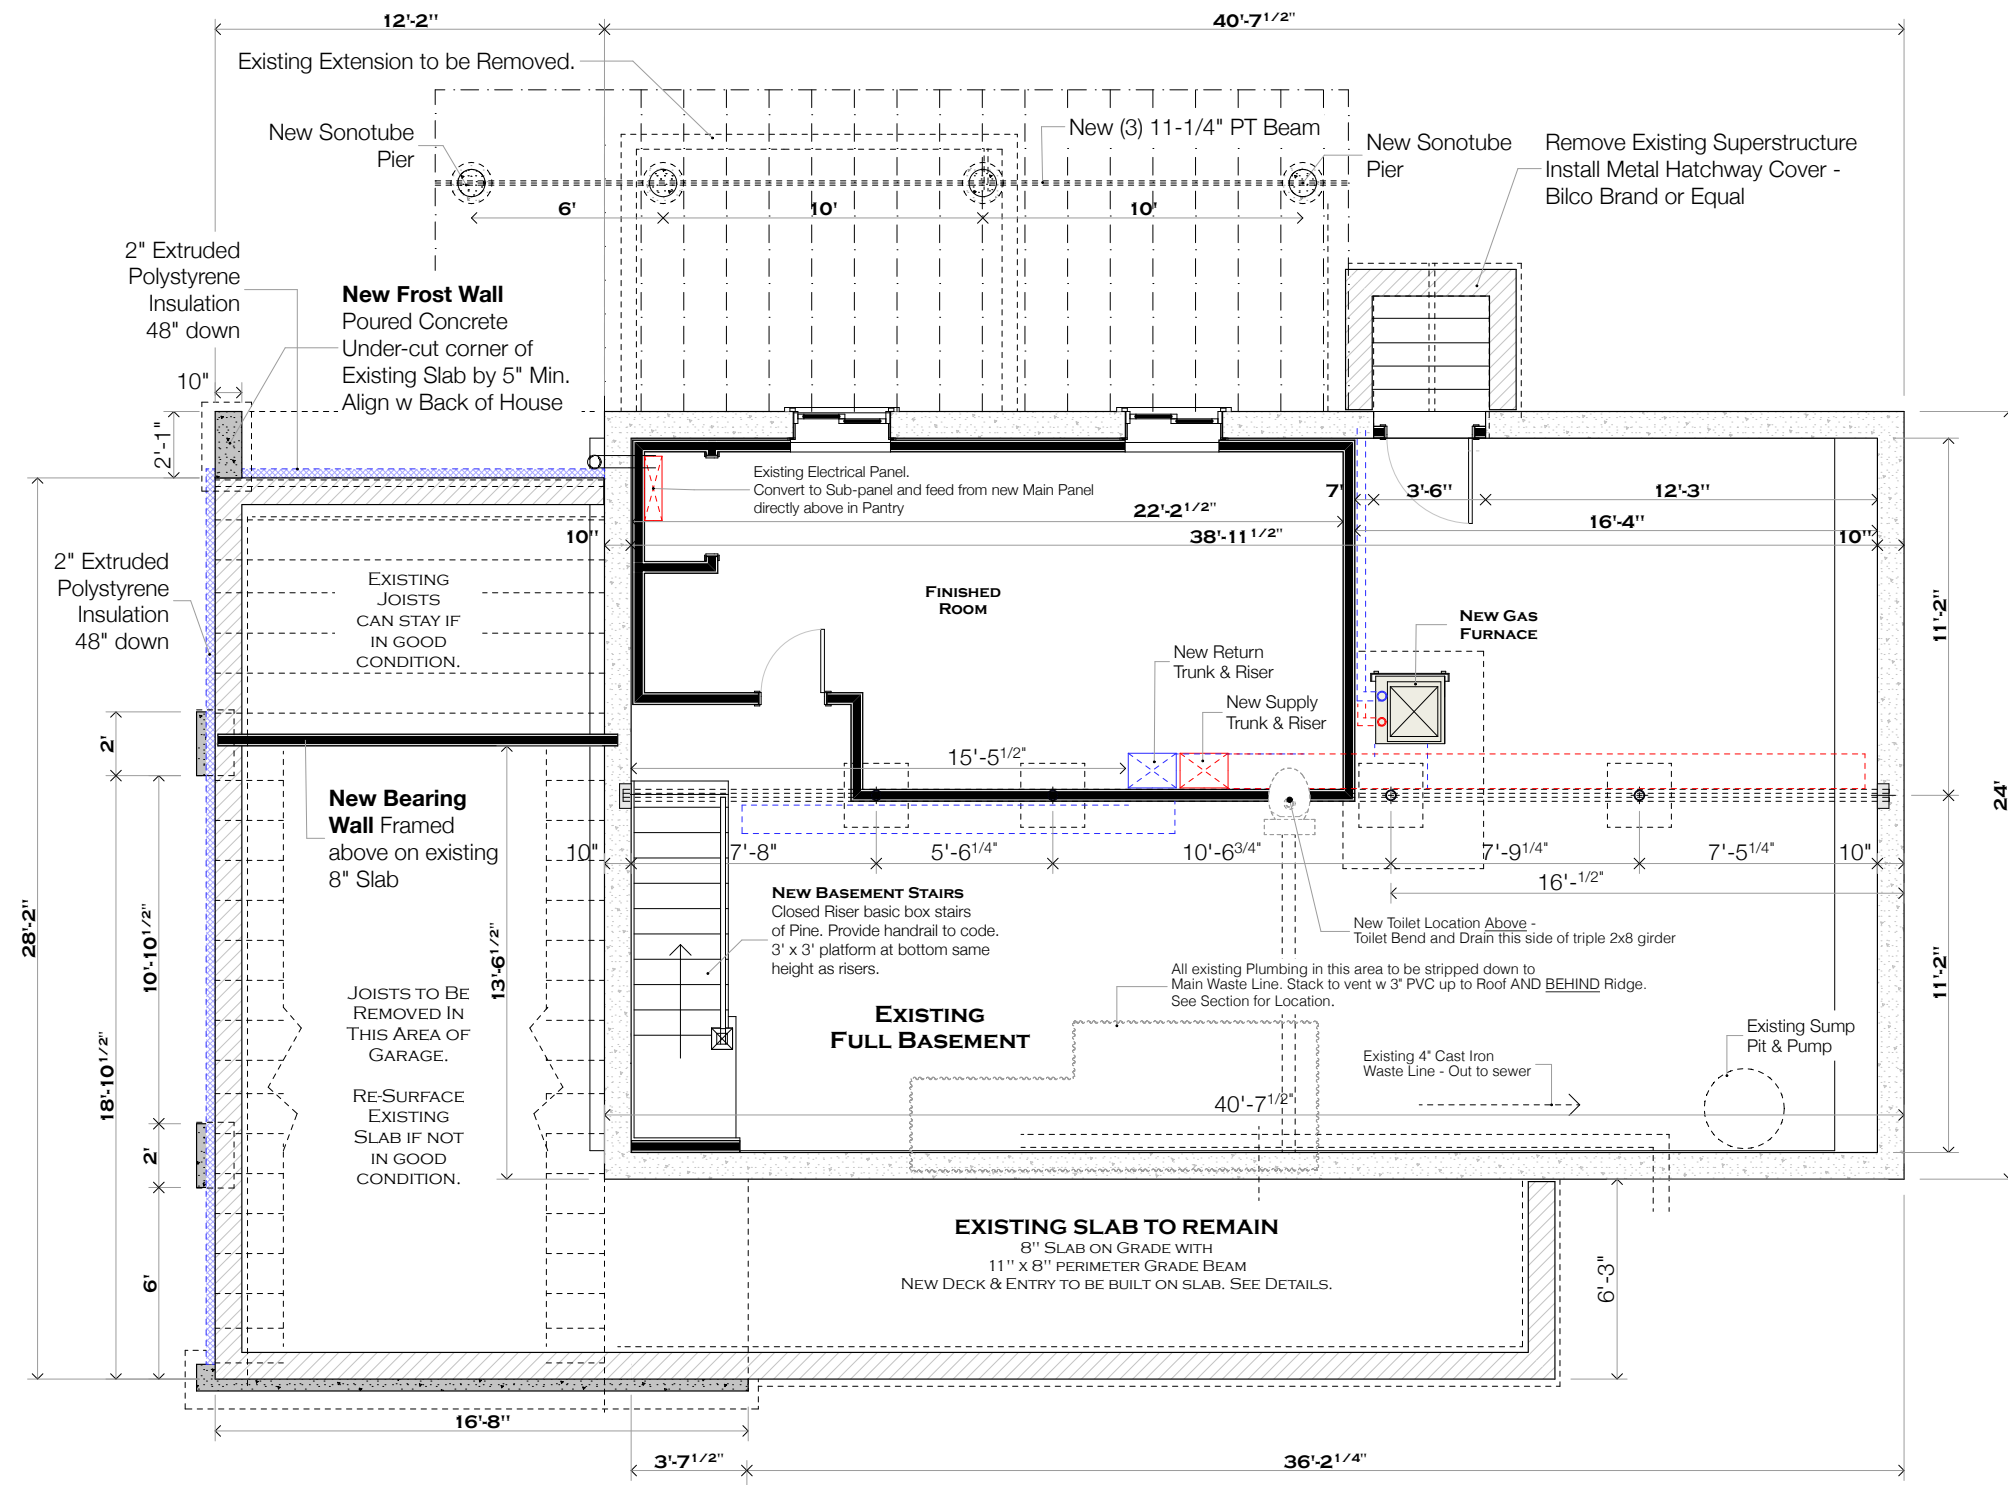 12'-2"
40'-7 1/2"
Existing Extension to be Removed.
New Sonotube
Pier
New (3) 11-1/4" PT Beam
New Sonotube
Pier
Remove Existing Superstructure
Install Metal Hatchway Cover -
Bilco Brand or Equal
6'
10'
10'
2" Extruded
Polystyrene
Insulation
48" down
New Frost Wall
Poured Concrete
Under-cut corner of
Existing Slab by 5" Min.
Align w Back of House
10"
2'-1"
Existing Electrical Panel.
Convert to Sub-panel and feed from new Main Panel
directly above in Pantry
7'
3'-6"
12'-3"
22'-2 1/2"
16'-4"
10"
38'-11 1/2"
10"
2" Extruded
Polystyrene
Insulation
48" down
EXISTING
JOISTS
CAN STAY IF
IN GOOD
CONDITION.
FINISHED
ROOM
NEW GAS
FURNACE
11'-2"
New Return
Trunk & Riser
New Supply
Trunk & Riser
2'
15'-5 1/2"
24'
New Bearing
Wall Framed
above on existing
8" Slab
10"
7'-8"
5'-6 1/4"
10'-6 3/4"
7'-9 1/4"
7'-5 1/4"
10"
16'- 1/2"
NEW BASEMENT STAIRS
Closed Riser basic box stairs
of Pine. Provide handrail to code.
3' x 3' platform at bottom same
height as risers.
New Toilet Location Above -
Toilet Bend and Drain this side of triple 2x8 girder
28'-2"
10'-10 1/2"
13'-6 1/2"
11'-2"
All existing Plumbing in this area to be stripped down to
Main Waste Line. Stack to vent w 3" PVC up to Roof AND BEHIND Ridge.
See Section for Location.
JOISTS TO BE
REMOVED IN
THIS AREA OF
GARAGE.
EXISTING
FULL BASEMENT
Existing Sump
Pit & Pump
18'-10 1/2"
Existing 4" Cast Iron
Waste Line - Out to sewer
RE-SURFACE
EXISTING
SLAB IF NOT
IN GOOD
CONDITION.
40'-7 1/2"
2'
EXISTING SLAB TO REMAIN
8" SLAB ON GRADE WITH
11" X 8" PERIMETER GRADE BEAM
NEW DECK & ENTRY TO BE BUILT ON SLAB. SEE DETAILS.
6'
6'-3"
16'-8"
3'-7 1/2"
36'-2 1/4"